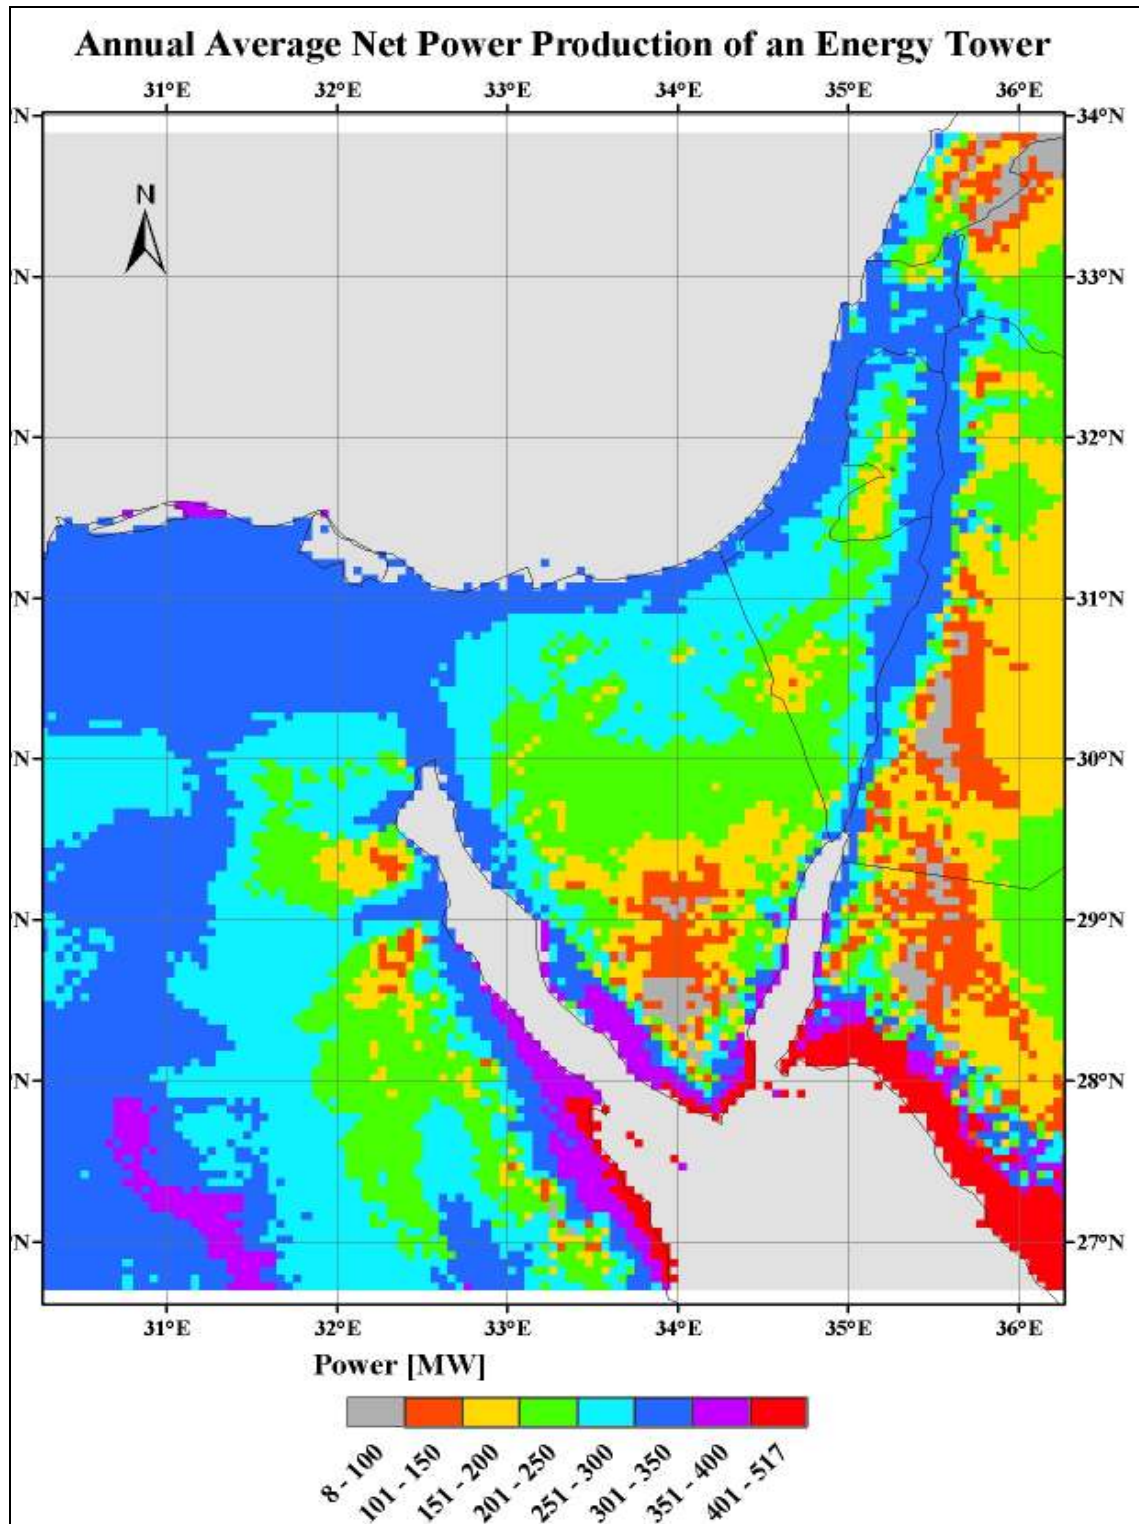 Annual Average Net Power Production of an Energy Tower
31°E 32°E 33°E 34°E 35°E 36°E
N 34°N
N
N 33°N
N 32°N
N 31°N
N 30°N
N 29°N
N 28°N
N 27°N
31°E 32°E 33°E 34°E 35°E 36°E
Power [MW]
8 - 100 101 - 150 151 - 200 201 - 250 251 - 300 301 - 350 351 - 400 401 - 517